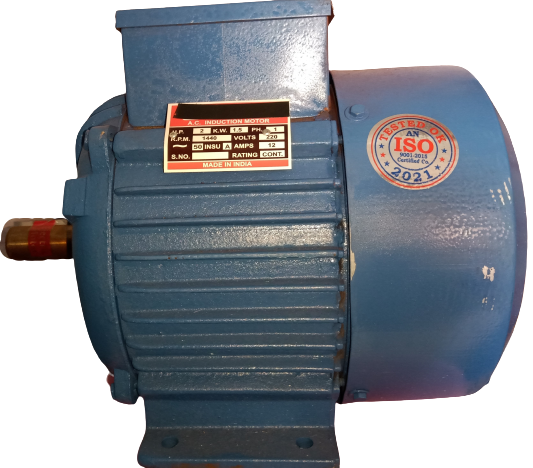 A.C. INDUCTION MOTOR
H.P. 2 K.W. 1.5 PH. 1
R.P.M. 1440 VOLTS 220
~ 50 INSU A AMPS 12
S.NO. RATING CONT.
MADE IN INDIA
TESTED OF
AN
ISO
9001-2015
Certified Co.
2021